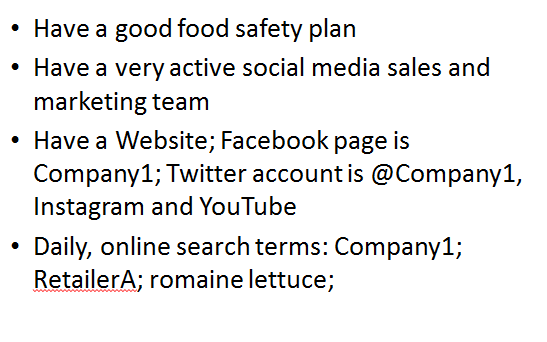 • Have a good food safety plan
• Have a very active social media sales and
marketing team
• Have a Website; Facebook page is
Company1; Twitter account is @Company1,
Instagram and YouTube
• Daily, online search terms: Company1;
RetailerA; romaine lettuce;